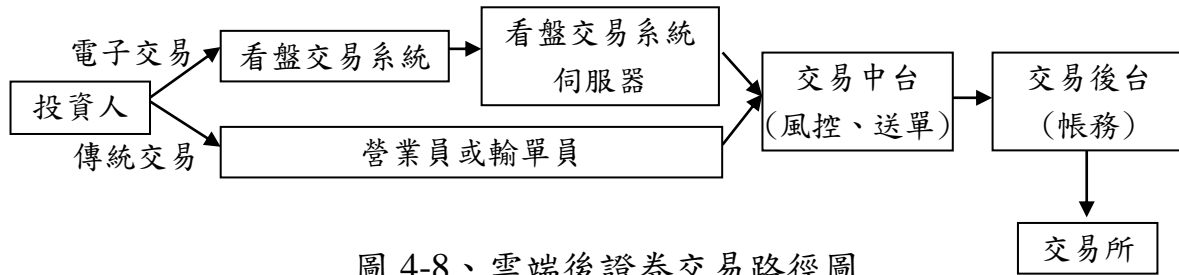 電子交易
看盤交易系統
看盤交易系統
伺服器
投資人
傳統交易
營業員或輸單員
交易中台
(風控、送單)
交易後台
(帳務)
交易所
圖 4-8、雲端後證券交易路徑圖